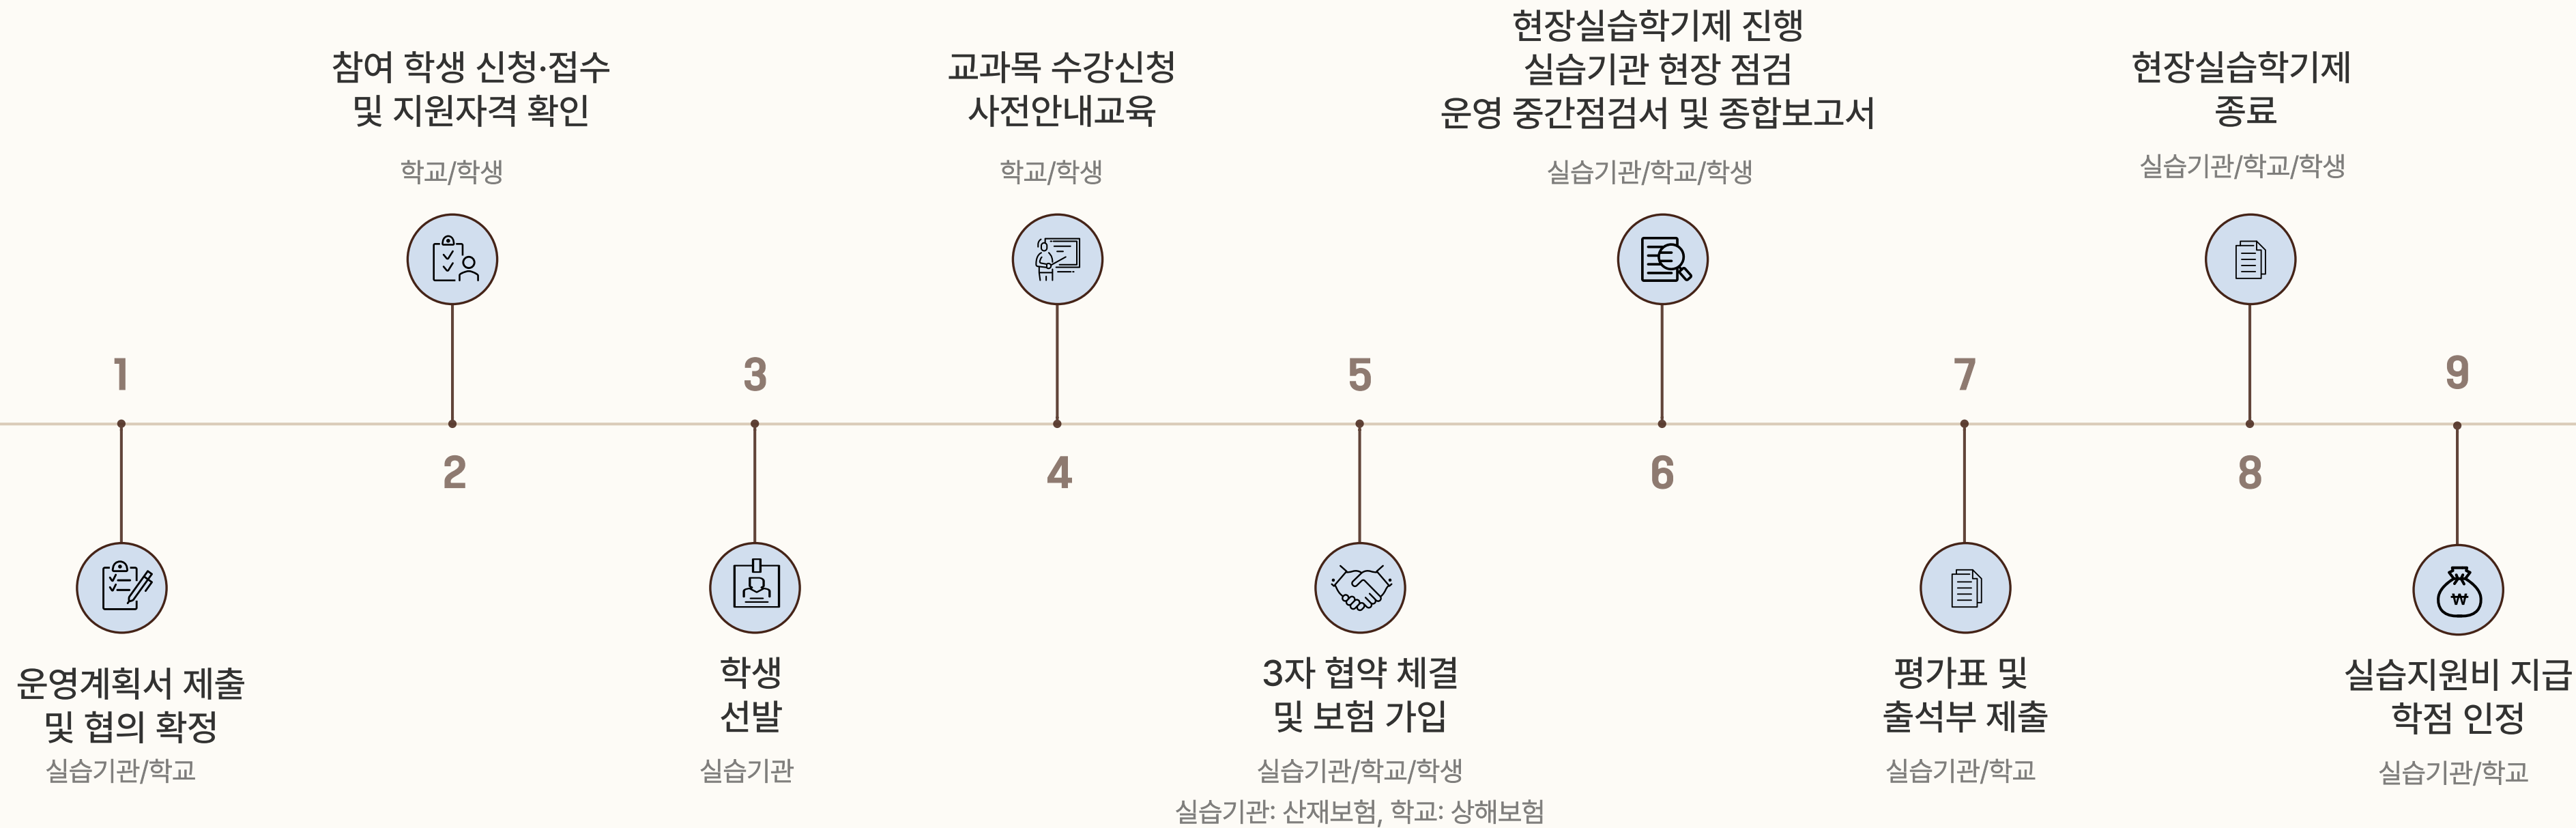 1
운영계획서 제출
및 협의 확정
실습기관/학교
참여 학생 신청·접수
및 지원자격 확인
학교/학생
2
3
학생
선발
실습기관
교과목 수강신청
사전안내교육
학교/학생
4
5
3자 협약 체결
및 보험 가입
실습기관/학교/학생
실습기관: 산재보험, 학교: 상해보험
현장실습학기제 진행
실습기관 현장 점검
운영 중간점검서 및 종합보고서
실습기관/학교/학생
6
7
평가표 및
출석부 제출
실습기관/학교
현장실습학기제
종료
실습기관/학교/학생
8
9
₩
실습지원비 지급
학점 인정
실습기관/학교